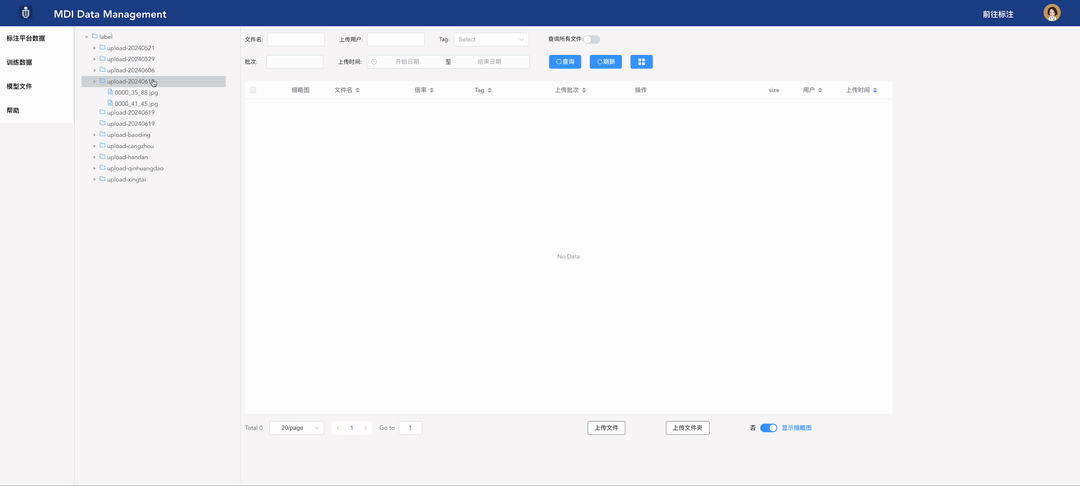 MDI Data Management
前往标注
标注平台数据
训练数据
模型文件
帮助
label
upload-20240521
upload-20240529
upload-20240606
0000_35_88.jpg
0000_41_45.jpg
upload-20240619
upload-20240619
upload-baoding
upload-cangzhou
upload-handan
upload-qinhuangdao
upload-xingtai
文件名: 上传用户: Tag: Select 查询所有文件
批次: 上传时间: 开始日期 至 结束日期 查询 刷新
缩略图 文件名 倍率 Tag 上传批次 操作 size 用户 上传时间
No Data
Total 0 20/page 1 Go to 1 上传文件 上传文件夹 否 显示缩略图